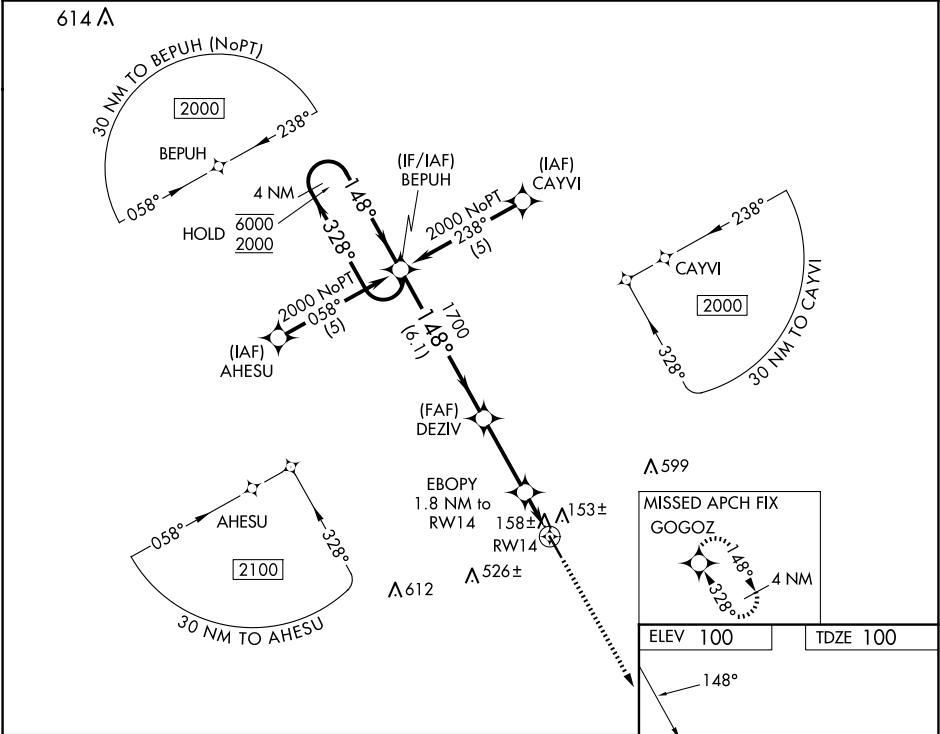 614
30 NM TO BEPUH (NoPT)
2000
238°
BEPUH
058°
4 NM
HOLD
6000
2000
148°
328°
(IF/IAF)
BEPUH
(IAF)
CAYVI
2000 NoPT
238°
(5)
2000 NoPT
058°
(5)
(IAF)
AHESU
1700
148°
(6.1)
238°
CAYVI
2000
328°
30 NM TO CAYVI
(FAF)
DEZIV
EBOPY
1.8 NM to
RW14
158±
153±
RW14
599
526±
612
058°
AHESU
328°
2100
30 NM TO AHESU
MISSED APCH FIX
GOGOZ
148°
328°
4 NM
ELEV 100
TDZE 100
148°